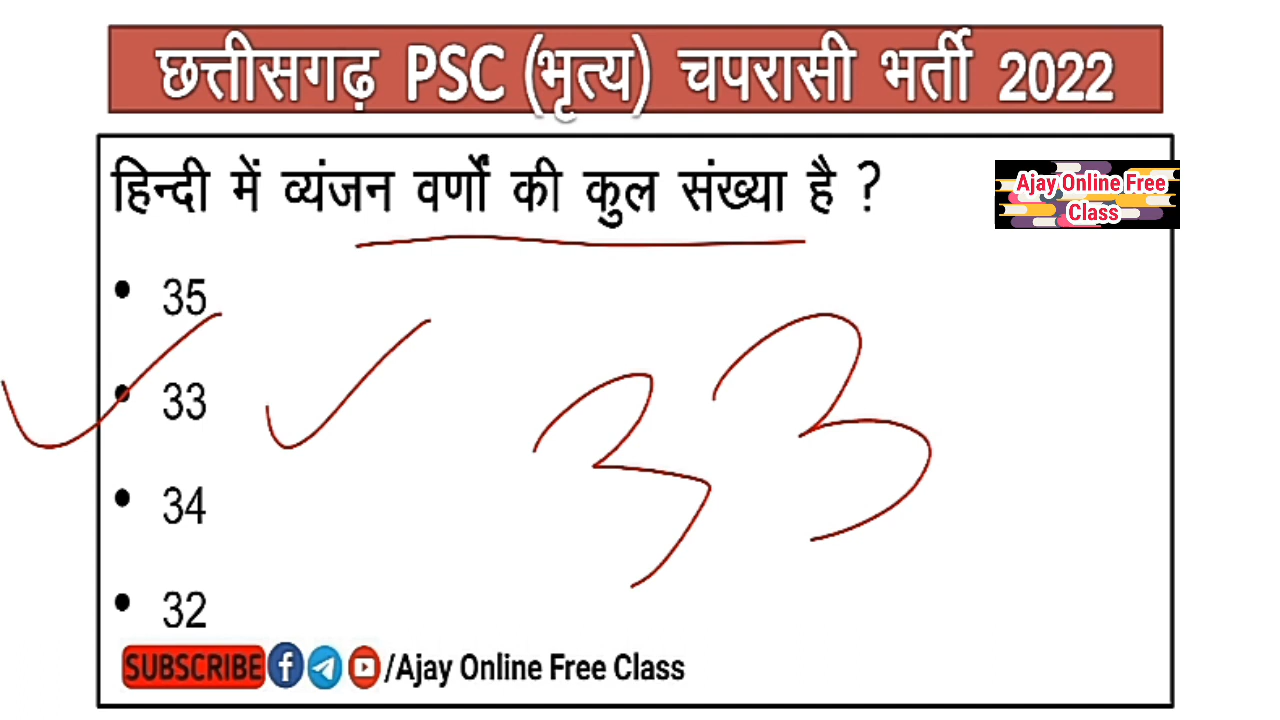 छत्तीसगढ़ PSC (भृत्य) चपरासी भर्ती 2022
हिन्दी में व्यंजन वर्णों की कुल संख्या है ?
Ajay Online Free
Class
• 35
• 33
33
• 34
• 32
SUBSCRIBE /Ajay Online Free Class